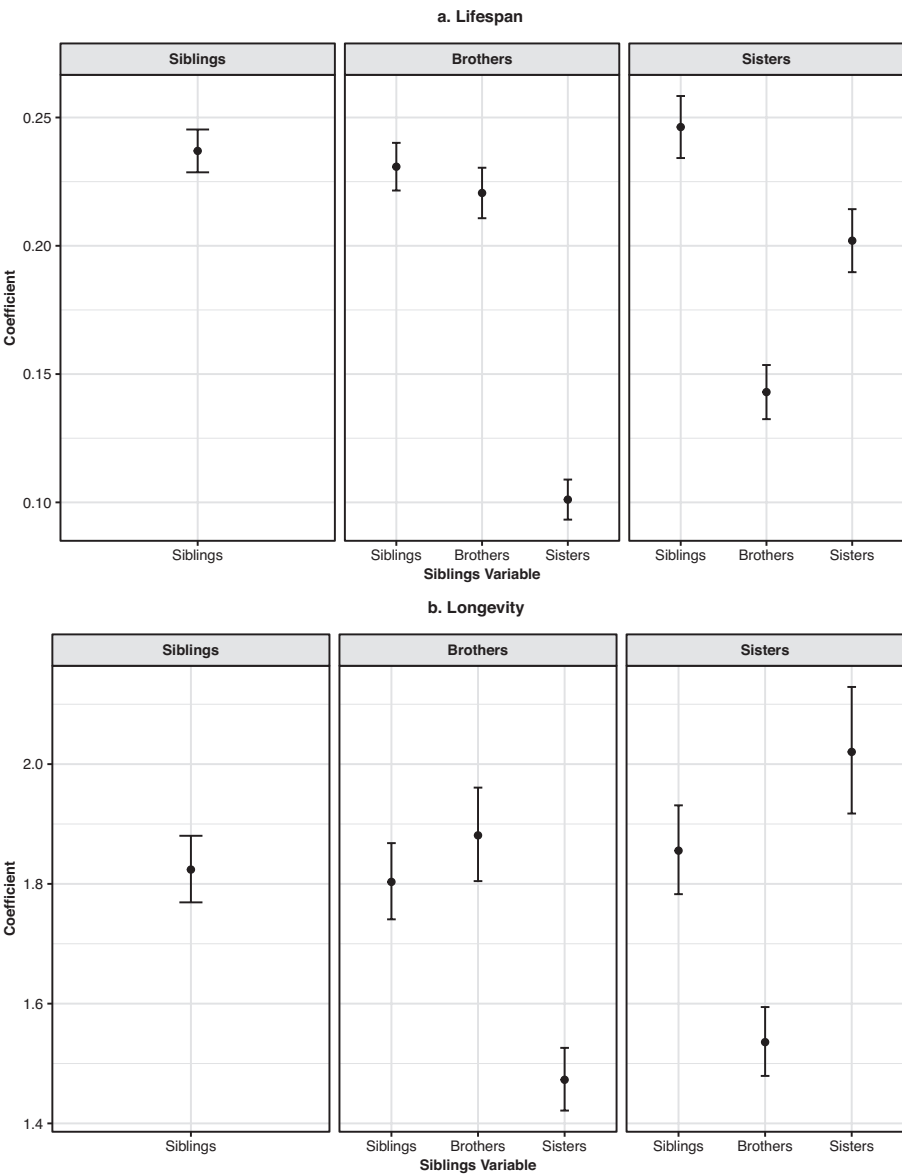 a. Lifespan
Siblings Brothers Sisters
0.25
0.20
0.15
0.10
Coefficient
Siblings Siblings Brothers Sisters Siblings Brothers Sisters
Siblings Variable
b. Longevity
Siblings Brothers Sisters
2.0
1.8
1.6
1.4
Coefficient
Siblings Siblings Brothers Sisters Siblings Brothers Sisters
Siblings Variable